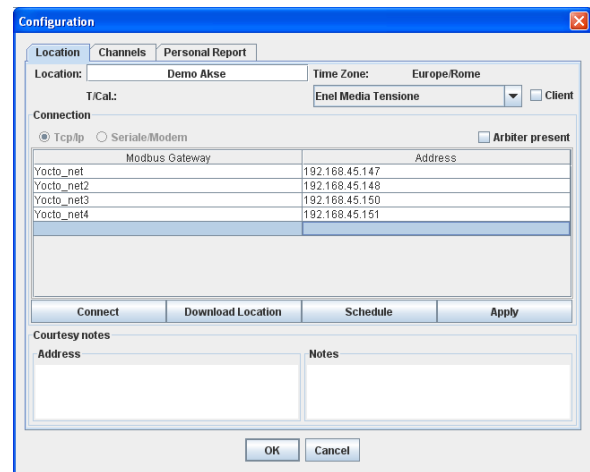 Configuration
Location Channels Personal Report
Location: Demo Akse Time Zone: Europe/Rome
T/Cal.: Enel Media Tensione Client
Connection
Tcp/Ip Seriale/Modem Arbiter present
Modbus Gateway Address
Yocto_net 192.168.45.147
Yocto_net2 192.168.45.148
Yocto_net3 192.168.45.150
Yocto_net4 192.168.45.151
Connect Download Location Schedule Apply
Courtesy notes
Address Notes
OK Cancel